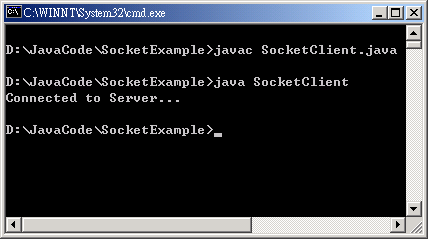 C:\WINNT\System32\cmd.exe
D:\JavaCode\SocketExample>javac SocketClient.java
D:\JavaCode\SocketExample>java SocketClient
Connected to Server...
D:\JavaCode\SocketExample>_